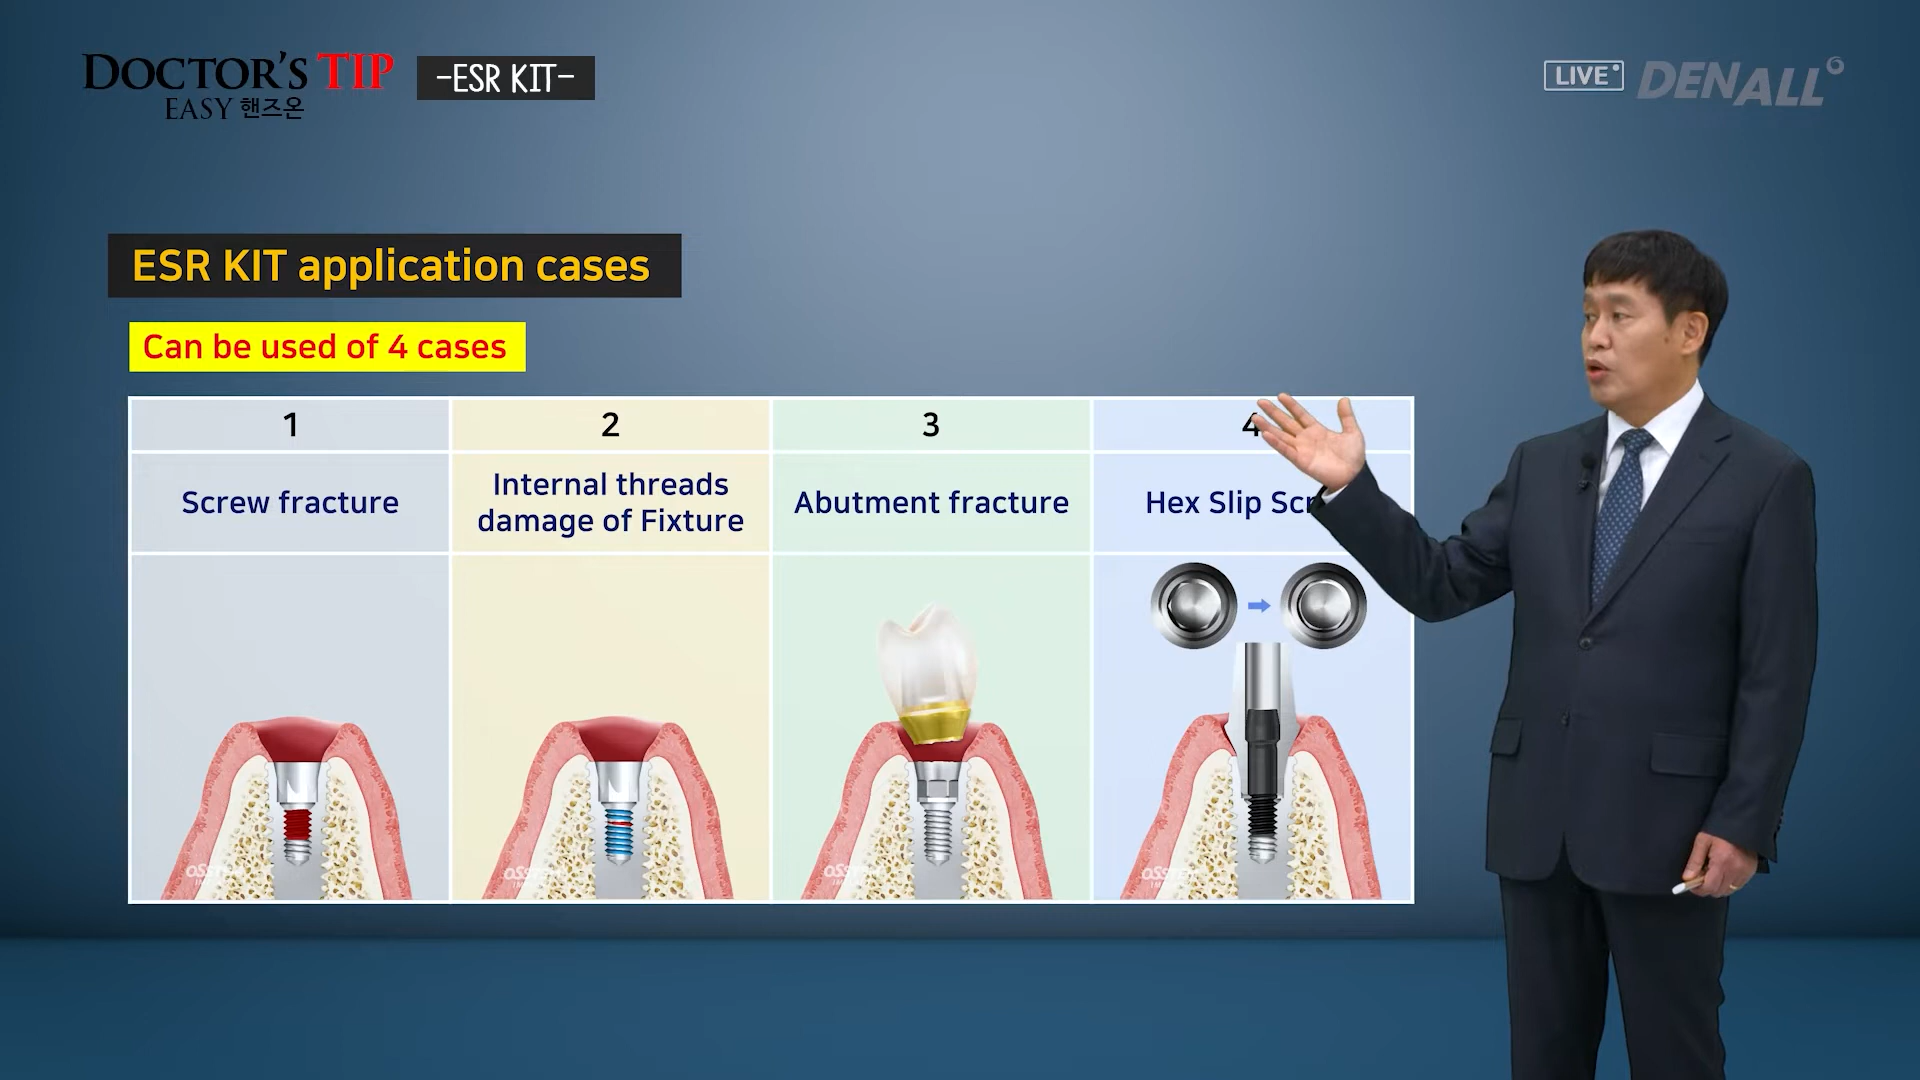 DOCTOR'S TIP
EASY 핸즈온
-ESR KIT-
LIVE DENALL
ESR KIT application cases
Can be used of 4 cases
1 2 3 4
Screw fracture
Internal threads
damage of Fixture
Abutment fracture
Hex Slip